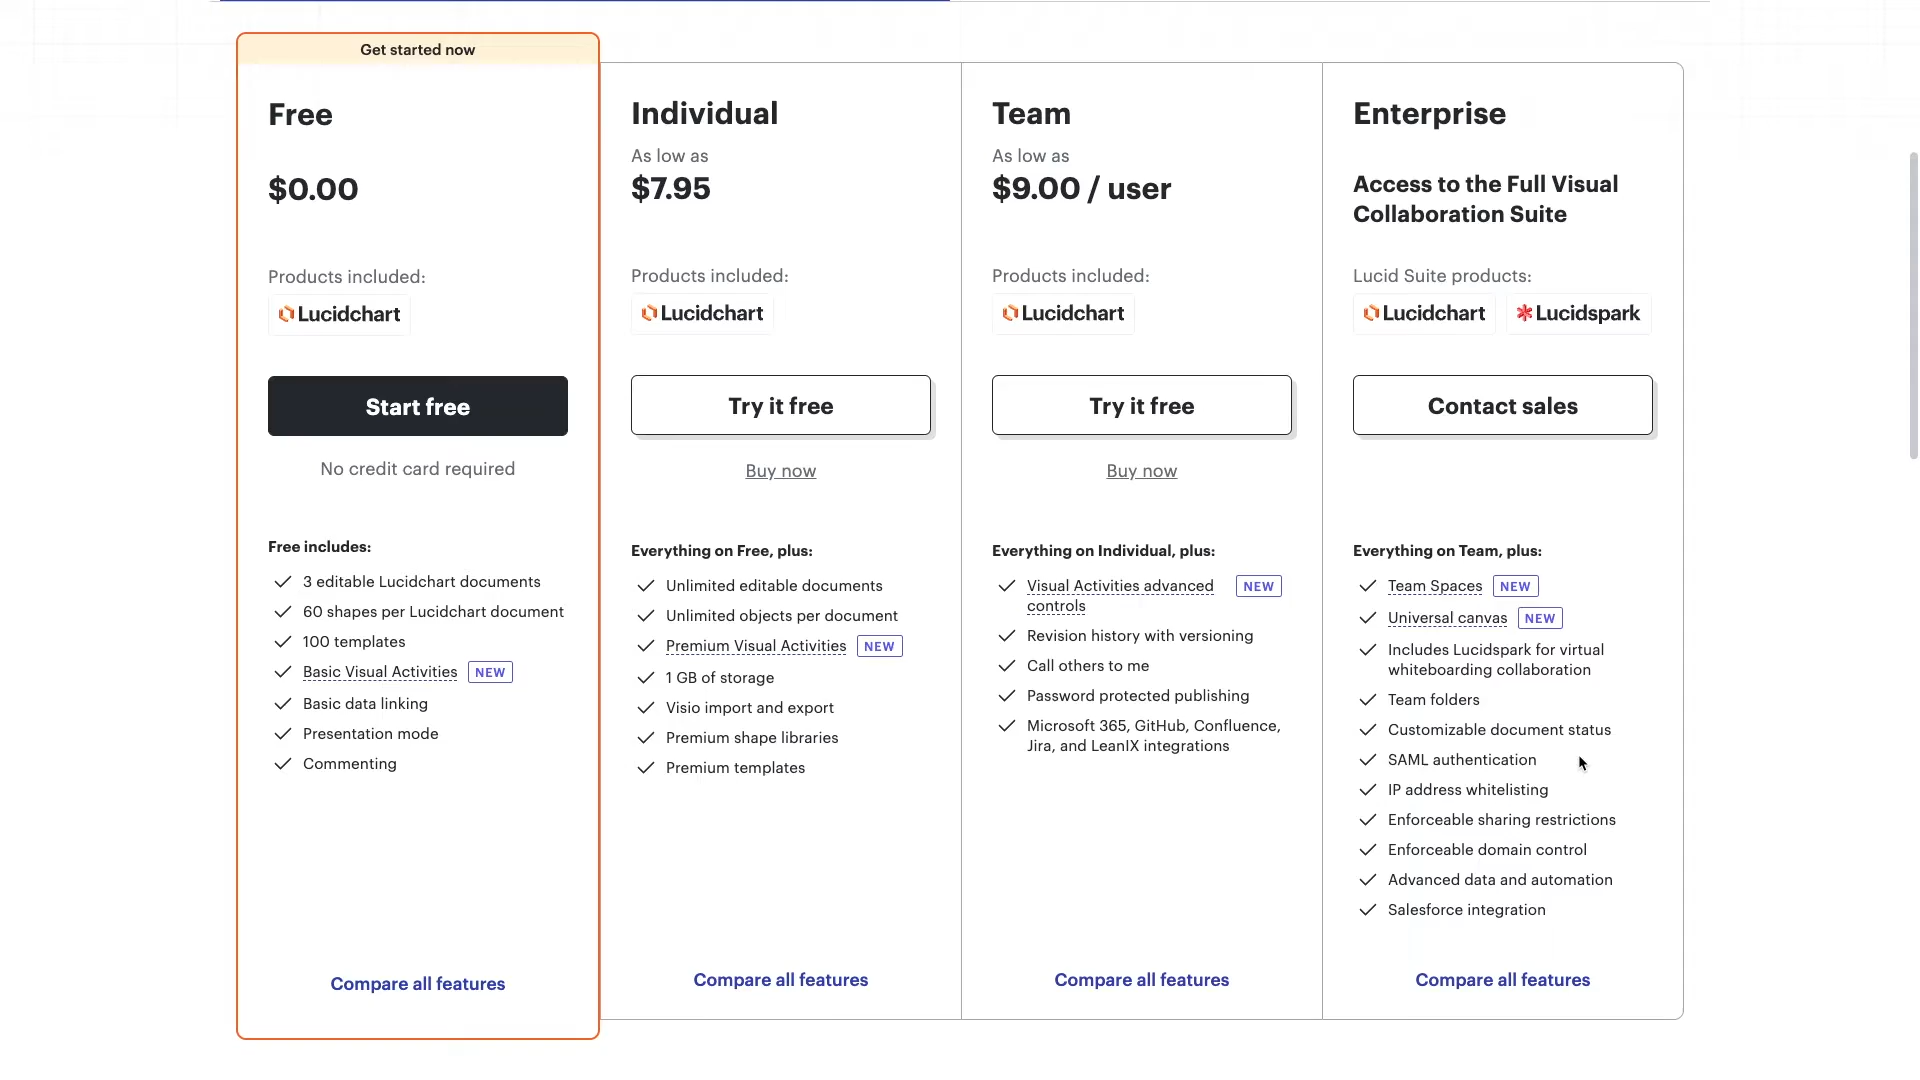 Get started now
Free
$0.00
Products included:
Lucidchart
Start free
No credit card required
Free includes:
3 editable Lucidchart documents
60 shapes per Lucidchart document
100 templates
Basic Visual Activities NEW
Basic data linking
Presentation mode
Commenting
Compare all features
Individual
As low as
$7.95
Products included:
Lucidchart
Try it free
Buy now
Everything on Free, plus:
Unlimited editable documents
Unlimited objects per document
Premium Visual Activities NEW
1 GB of storage
Visio import and export
Premium shape libraries
Premium templates
Compare all features
Team
As low as
$9.00 / user
Products included:
Lucidchart
Try it free
Buy now
Everything on Individual, plus:
Visual Activities advanced NEW
controls
Revision history with versioning
Call others to me
Password protected publishing
Microsoft 365, GitHub, Confluence,
Jira, and LeanIX integrations
Compare all features
Enterprise
Access to the Full Visual
Collaboration Suite
Lucid Suite products:
Lucidchart Lucidspark
Contact sales
Everything on Team, plus:
Team Spaces NEW
Universal canvas NEW
Includes Lucidspark for virtual
whiteboarding collaboration
Team folders
Customizable document status
SAML authentication
IP address whitelisting
Enforceable sharing restrictions
Enforceable domain control
Advanced data and automation
Salesforce integration
Compare all features